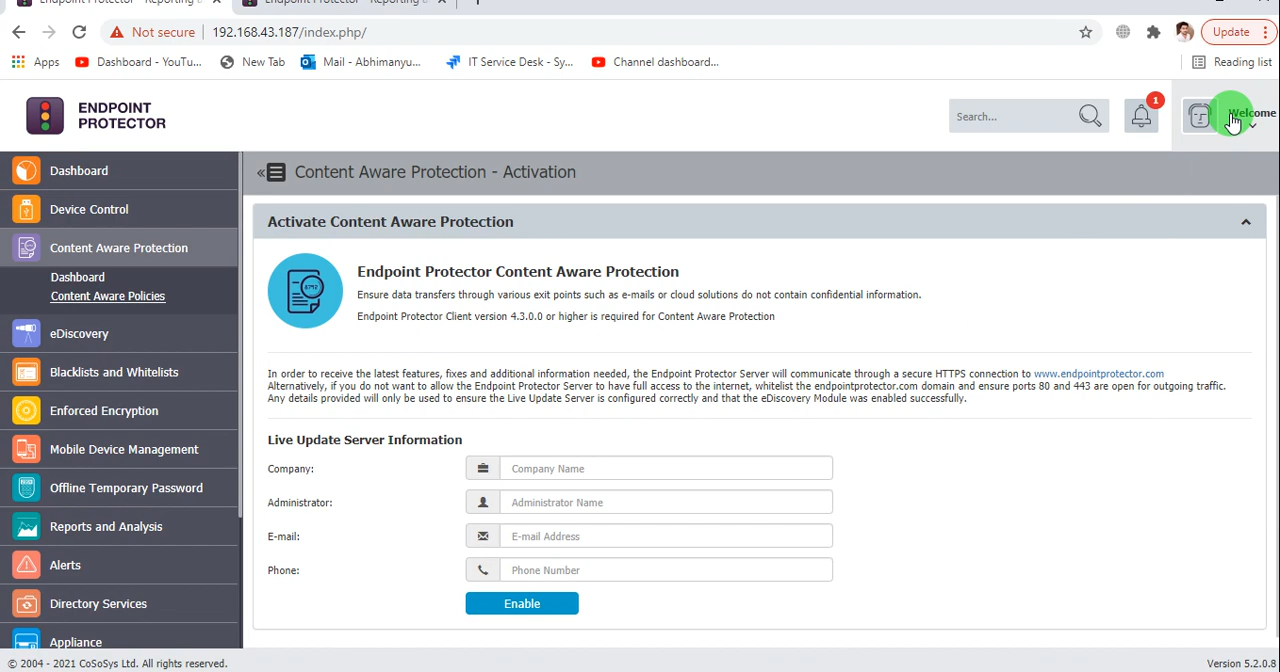 Endpoint Protector - Reporting
Endpoint Protector - Reporting
Not secure 192.168.43.187/index.php/
Update
Apps Dashboard - YouTu... New Tab Mail - Abhimanyu... IT Service Desk - Sy... Channel dashboard... Reading list
ENDPOINT
PROTECTOR
Search...
1
Welcome
Dashboard
Device Control
Content Aware Protection
Dashboard
Content Aware Policies
eDiscovery
Blacklists and Whitelists
Enforced Encryption
Mobile Device Management
Offline Temporary Password
Reports and Analysis
Alerts
Directory Services
Appliance
Content Aware Protection - Activation
Activate Content Aware Protection
Endpoint Protector Content Aware Protection
Ensure data transfers through various exit points such as e-mails or cloud solutions do not contain confidential information.
Endpoint Protector Client version 4.3.0.0 or higher is required for Content Aware Protection
In order to receive the latest features, fixes and additional information needed, the Endpoint Protector Server will communicate through a secure HTTPS connection to www.endpointprotector.com
Alternatively, if you do not want to allow the Endpoint Protector Server to have full access to the internet, whitelist the endpointprotector.com domain and ensure ports 80 and 443 are open for outgoing traffic.
Any details provided will only be used to ensure the Live Update Server is configured correctly and that the eDiscovery Module was enabled successfully.
Live Update Server Information
Company: Company Name
Administrator: Administrator Name
E-mail: E-mail Address
Phone: Phone Number
Enable
© 2004 - 2021 CoSoSys Ltd. All rights reserved.
Version 5.2.0.8